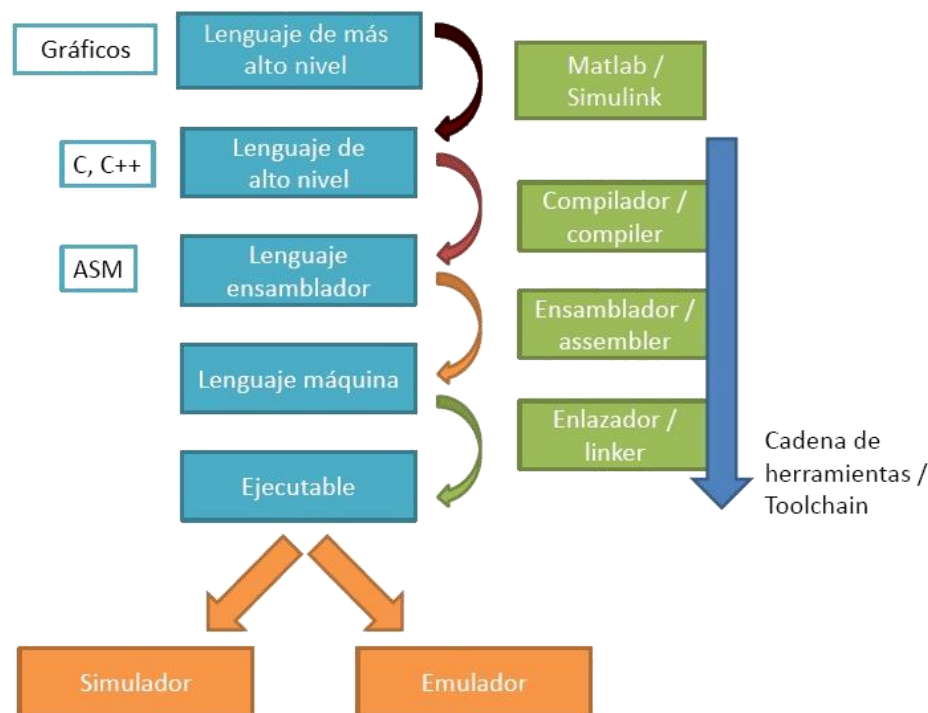 Gráficos
Lenguaje de más
alto nivel
Matlab /
Simulink
C, C++
Lenguaje de
alto nivel
Compilador /
compiler
ASM
Lenguaje
ensamblador
Ensamblador /
assembler
Lenguaje máquina
Enlazador /
linker
Cadena de
herramientas /
Toolchain
Ejecutable
Simulador
Emulador